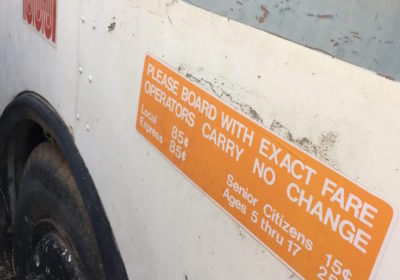 PLEASE BOARD WITH EXACT FARE
OPERATORS CARRY NO CHANGE
Local 85¢ Senior Citizens 15¢
Express 85¢ Ages 5 thru 17